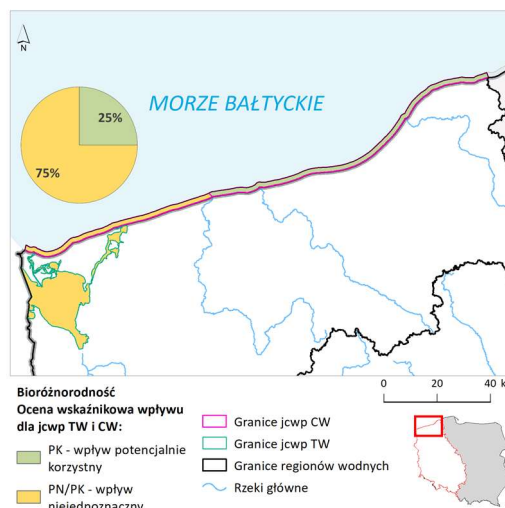 N
MORZE BAŁTYCKIE
25%
75%
0 20 40 k
Bioróżnorodność
Ocena wskaźnikowa wpływu
dla jcwp TW i CW:
PK - wpływ potencjalnie
korzystny
PN/PK - wpływ
niejednoznaczny
Granice jcwp CW
Granice jcwp TW
Granice regionów wodnych
Rzeki główne